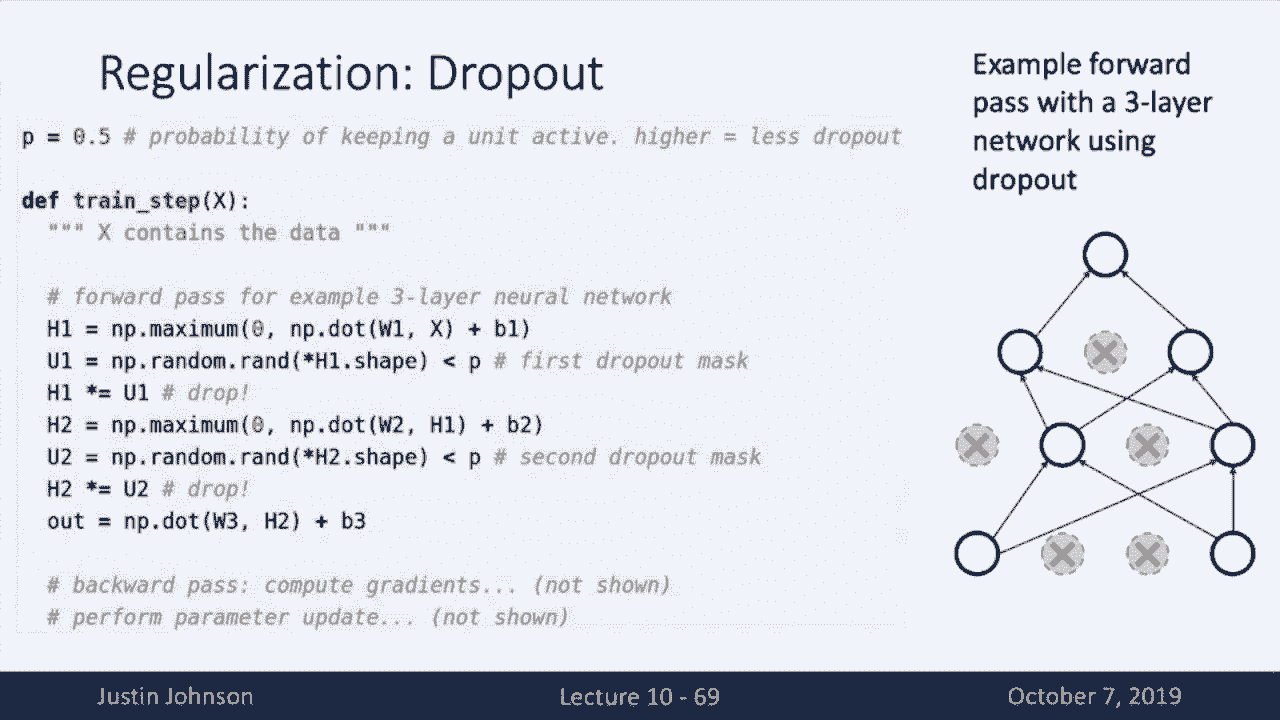 Regularization: Dropout
p = 0.5 # probability of keeping a unit active. higher = less dropout
def train_step(X):
""" X contains the data """
# forward pass for example 3-layer neural network
H1 = np.maximum(0, np.dot(W1, X) + b1)
U1 = np.random.rand(*H1.shape) < p # first dropout mask
H1 *= U1 # drop!
H2 = np.maximum(0, np.dot(W2, H1) + b2)
U2 = np.random.rand(*H2.shape) < p # second dropout mask
H2 *= U2 # drop!
out = np.dot(W3, H2) + b3
# backward pass: compute gradients... (not shown)
# perform parameter update... (not shown)
Example forward
pass with a 3-layer
network using
dropout
Justin Johnson
Lecture 10 - 69
October 7, 2019